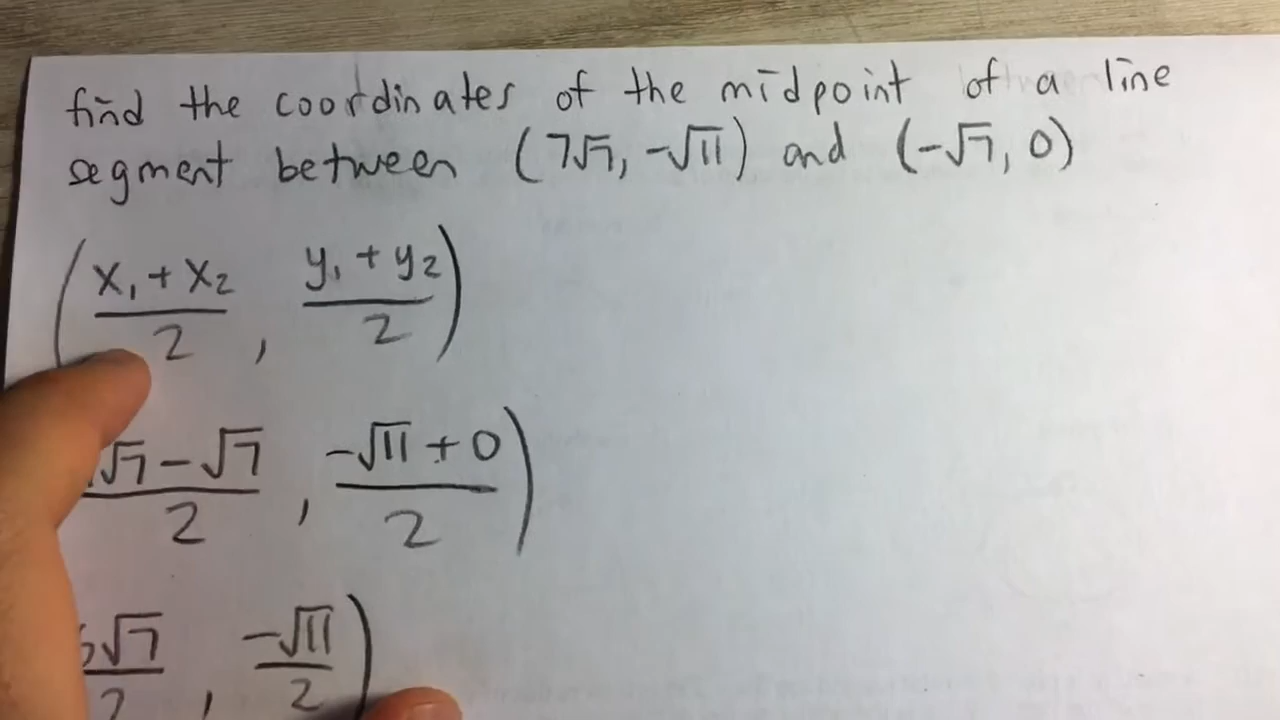 find the coordinates of the midpoint of a line
segment between (7√7, -√11) and (-√7, 0)
(x₁ + x₂ / 2, y₁ + y₂ / 2)
√7 - √7 / 2, -√11 + 0 / 2)
√7 / 2, -√11 / 2)